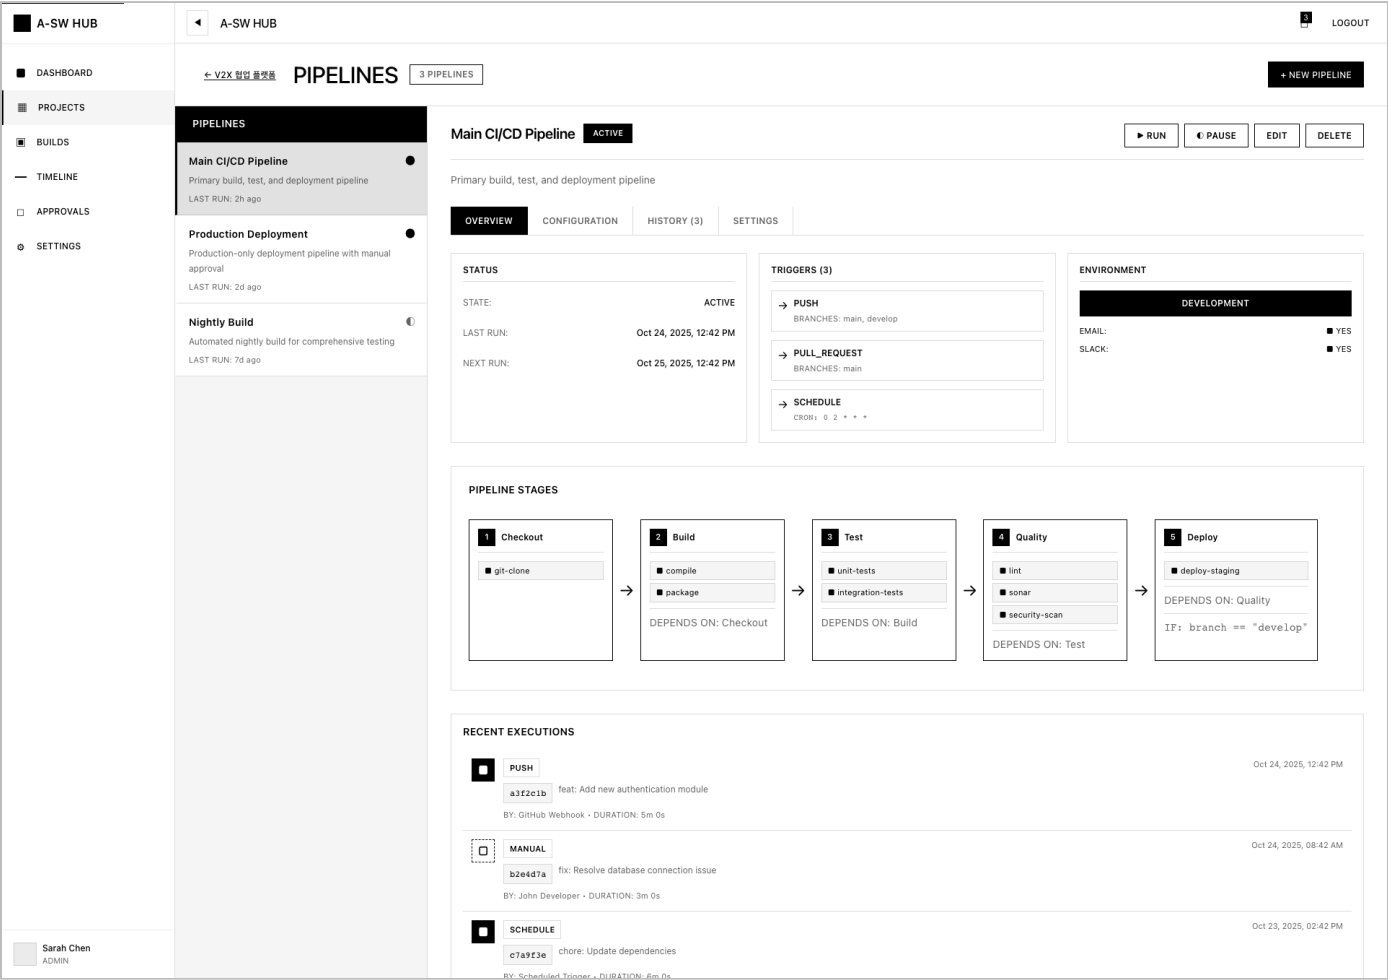 A-SW HUB
DASHBOARD
PROJECTS
BUILDS
TIMELINE
APPROVALS
SETTINGS
Sarah Chen
ADMIN
A-SW HUB
3
LOGOUT
← V2X 협업 플랫폼
PIPELINES
3 PIPELINES
+ NEW PIPELINE
PIPELINES
Main CI/CD Pipeline
Primary build, test, and deployment pipeline
LAST RUN: 2h ago
Production Deployment
Production-only deployment pipeline with manual
approval
LAST RUN: 2d ago
Nightly Build
Automated nightly build for comprehensive testing
LAST RUN: 7d ago
Main CI/CD Pipeline
ACTIVE
RUN
PAUSE
EDIT
DELETE
Primary build, test, and deployment pipeline
OVERVIEW
CONFIGURATION
HISTORY (3)
SETTINGS
STATUS
STATE: ACTIVE
LAST RUN: Oct 24, 2025, 12:42 PM
NEXT RUN: Oct 25, 2025, 12:42 PM
TRIGGERS (3)
→ PUSH
BRANCHES: main, develop
→ PULL_REQUEST
BRANCHES: main
→ SCHEDULE
CRON: 0 2 * * *
ENVIRONMENT
DEVELOPMENT
EMAIL: YES
SLACK: YES
PIPELINE STAGES
1 Checkout
git-clone
→
2 Build
compile
package
DEPENDS ON: Checkout
→
3 Test
unit-tests
integration-tests
DEPENDS ON: Build
→
4 Quality
lint
sonar
security-scan
DEPENDS ON: Test
→
5 Deploy
deploy-staging
DEPENDS ON: Quality
IF: branch == "develop"
RECENT EXECUTIONS
PUSH
Oct 24, 2025, 12:42 PM
a3f2c1b feat: Add new authentication module
BY: GitHub Webhook • DURATION: 5m 0s
MANUAL
Oct 24, 2025, 08:42 AM
b2e4d7a fix: Resolve database connection issue
BY: John Developer • DURATION: 3m 0s
SCHEDULE
Oct 23, 2025, 02:42 PM
c7a9f3e chore: Update dependencies
BY: Scheduled Trigger • DURATION: 6m 0s